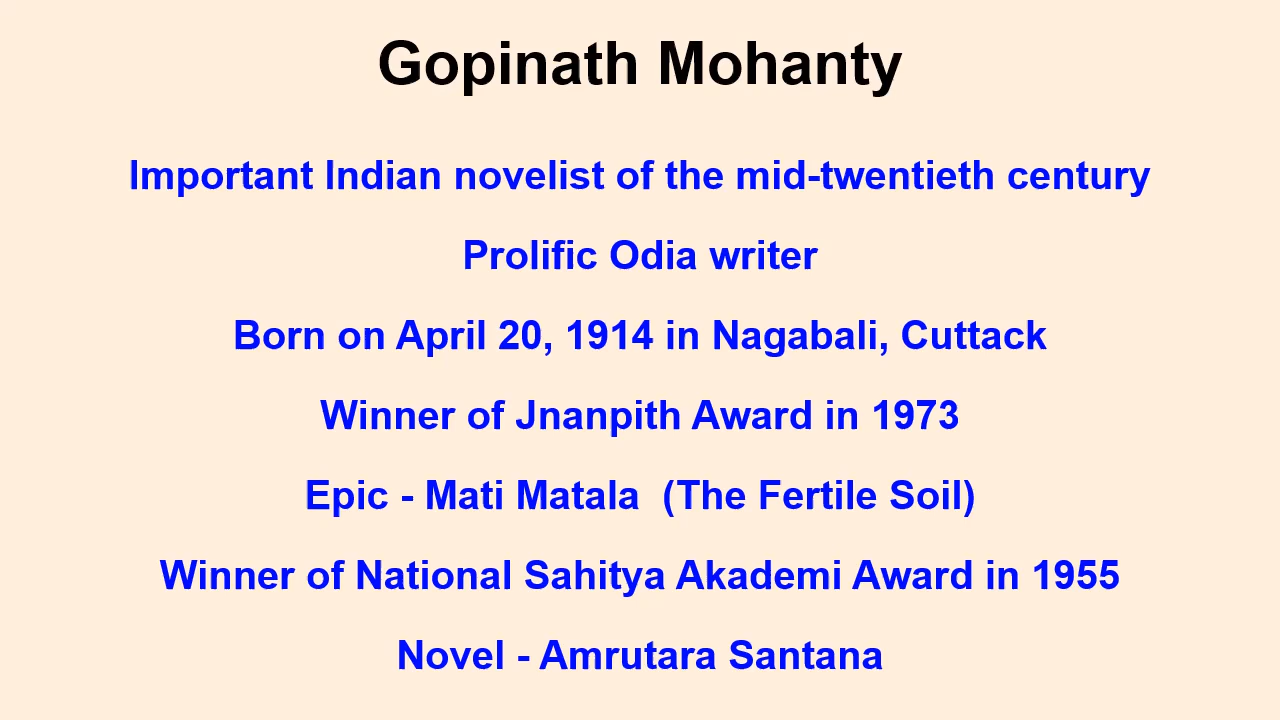 Gopinath Mohanty
Important Indian novelist of the mid-twentieth century
Prolific Odia writer
Born on April 20, 1914 in Nagabali, Cuttack
Winner of Jnanpith Award in 1973
Epic - Mati Matala  (The Fertile Soil)
Winner of National Sahitya Akademi Award in 1955
Novel - Amrutara Santana